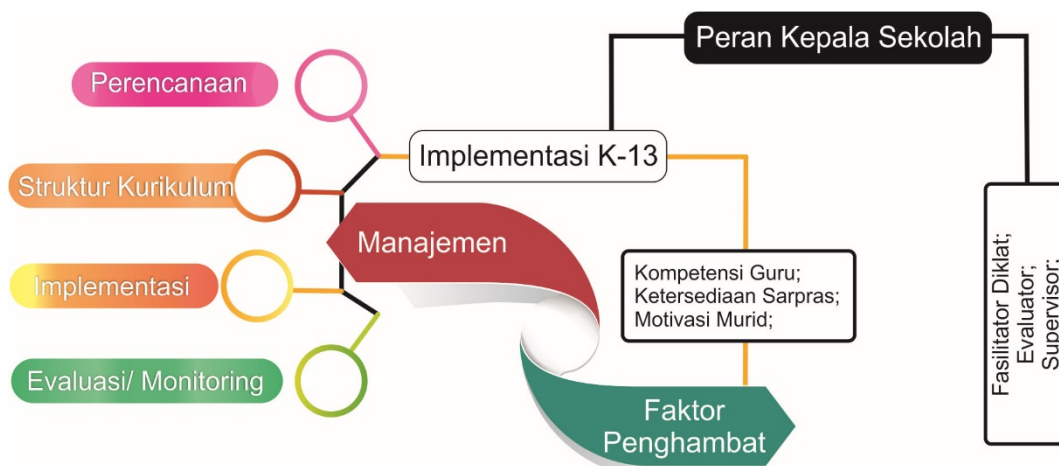 Peran Kepala Sekolah
Perencanaan
Implementasi K-13
Struktur Kurikulum
Manajemen
Implementasi
Kompetensi Guru;
Ketersediaan Sarpras;
Motivasi Murid;
Fasilitator Diklat;
Evaluator;
Supervisor;
Evaluasi/ Monitoring
Faktor
Penghambat